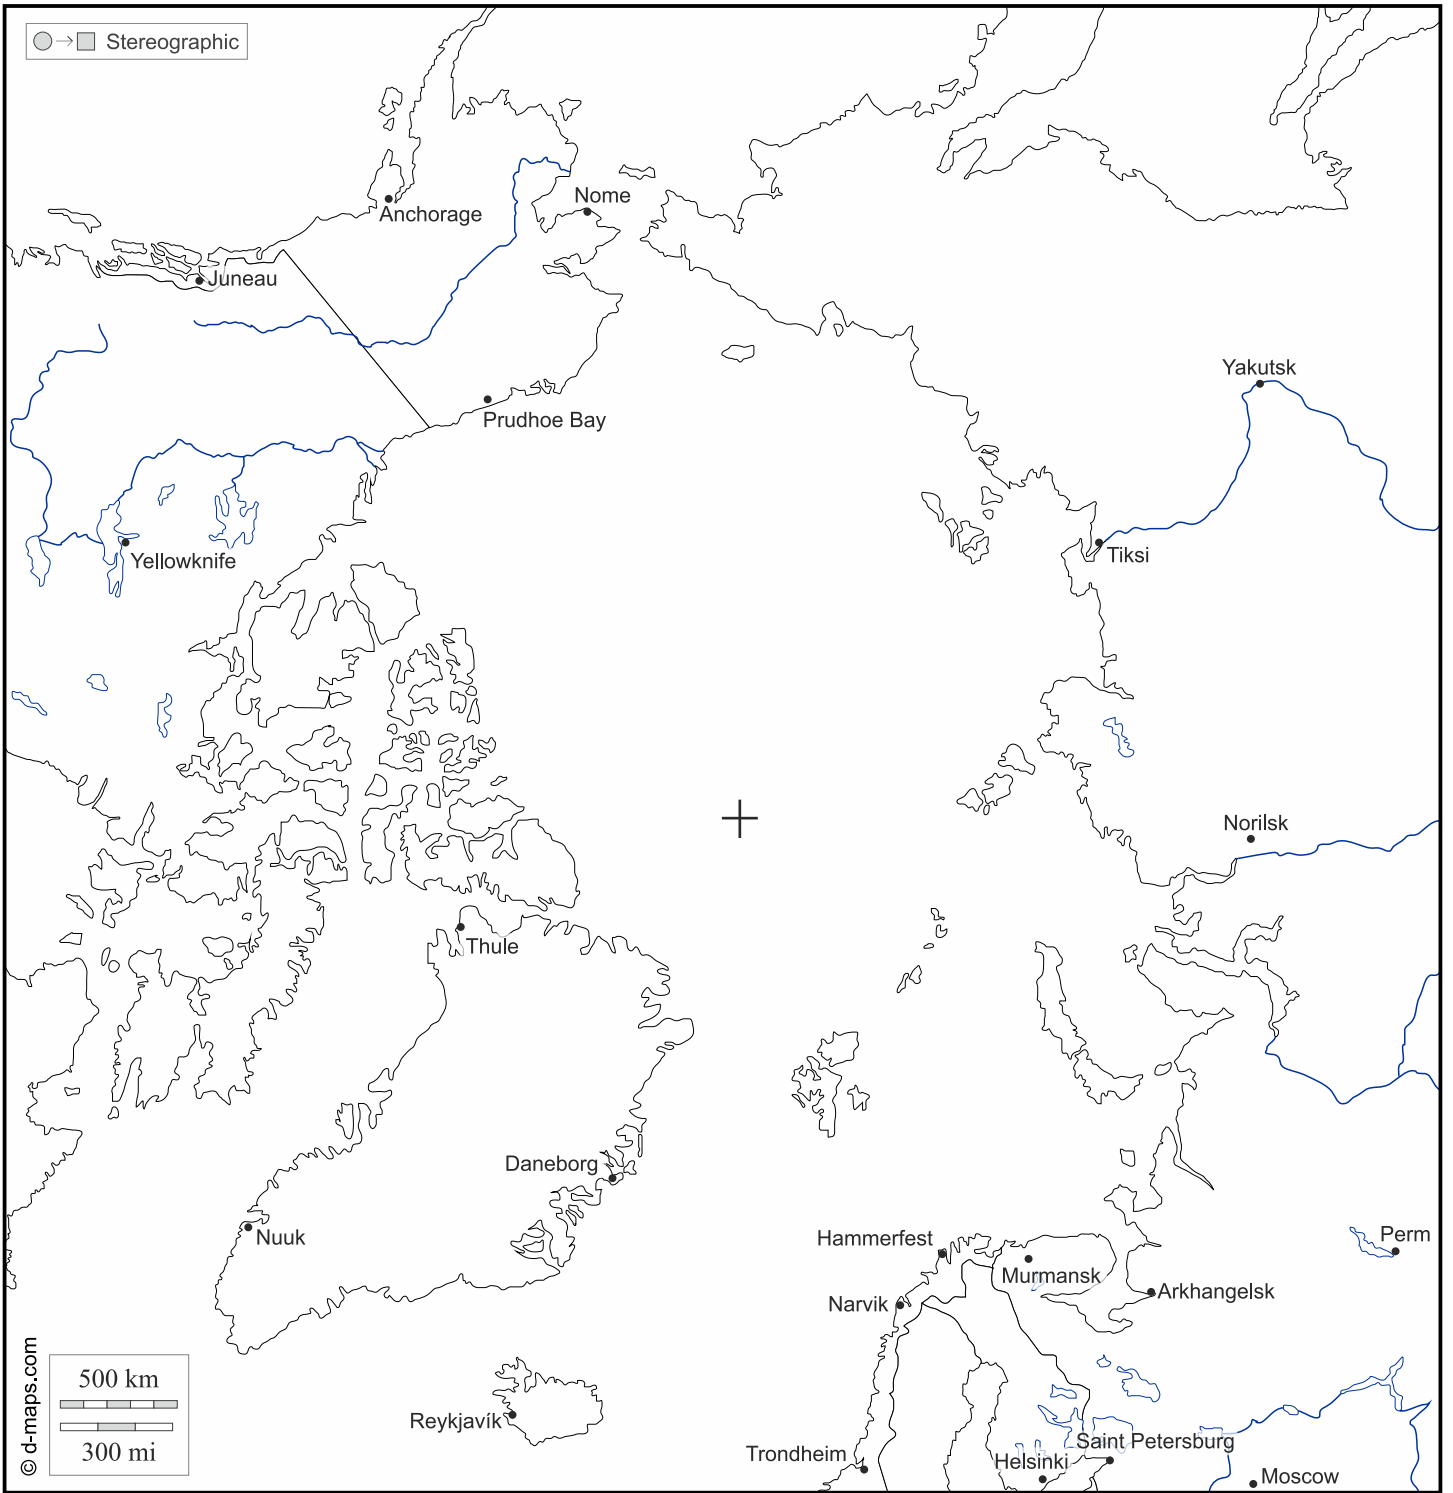 Stereographic
Nome
Anchorage
Juneau
Yakutsk
Prudhoe Bay
Yellowknife
Tiksi
Norilsk
Thule
Daneborg
Nuuk
Hammerfest
Perm
Murmansk
Arkhangelsk
Narvik
500 km
300 mi
© d-maps.com
Reykjavík
Saint Petersburg
Trondheim
Helsinki
Moscow